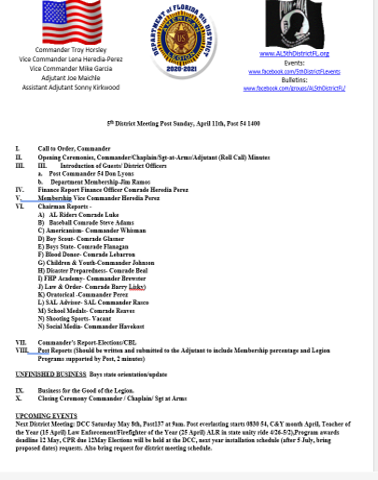 DEPARTMENT of FLORIDA 5th DISTRICT
2020-2021
Commander Troy Horsley
Vice Commander Lena Heredia-Perez
Vice Commander Mike Garcia
Adjutant Joe Maichle
Assistant Adjutant Sonny Kirkwood
www.AL5thDistrictFL.org
Events:
www.facebook.com/5thDistrictFLevents
Bulletins:
www.facebook.com/groups/AL5thDistrictFL/
5th District Meeting Post Sunday, April 11th, Post 54 1400
I. Call to Order, Commander
II. Opening Ceremonies, Commander/Chaplain/Sgt-at-Arms/Adjutant (Roll Call) Minutes
III. III. Introduction of Guests/ District Officers
a. Post Commander 54 Don Lyons
b. Department Membership-Jim Ramos
IV. Finance Report Finance Officer Comrade Heredia Perez
V. Membership Vice Commander Heredia Perez
VI. Chairman Reports -
A) AL Riders Comrade Luke
B) Baseball Comrade Steve Adams
C) Americanism- Commander Whisman
D) Boy Scout- Comrade Glasner
E) Boys State- Comrade Flanagan
F) Blood Donor- Comrade Lebarron
G) Children & Youth-Commander Johnson
H) Disaster Preparedness- Comrade Beal
I) FHP Academy- Commander Brewster
J) Law & Order- Comrade Barry Lisky)
K) Oratorical -Commander Perez
L) SAL Advisor- SAL Commander Rasco
M) School Medals- Comrade Reaves
N) Shooting Sports- Vacant
N) Social Media- Commander Havekost
VII. Commander's Report-Elections/CBL
VIII. Post Reports (Should be written and submitted to the Adjutant to include Membership percentage and Legion
Programs supported by Post, 2 minutes)
UNFINISHED BUSINESS Boys state orientation/update
IX. Business for the Good of the Legion.
X. Closing Ceremony Commander / Chaplain/ Sgt at Arms
UPCOMING EVENTS
Next District Meeting: DCC Saturday May 8th, Post137 at 9am. Post everlasting starts 0830 54, C&Y month April, Teacher of
the Year (15 April) Law Enforcement/Firefighter of the Year (25 April) ALR in state unity ride 4/26-5/2),Program awards
deadline 12 May, CPR due 12May Elections will be held at the DCC, next year installation schedule (after 5 July, bring
proposed dates) requests. Also bring request for district meeting schedule.